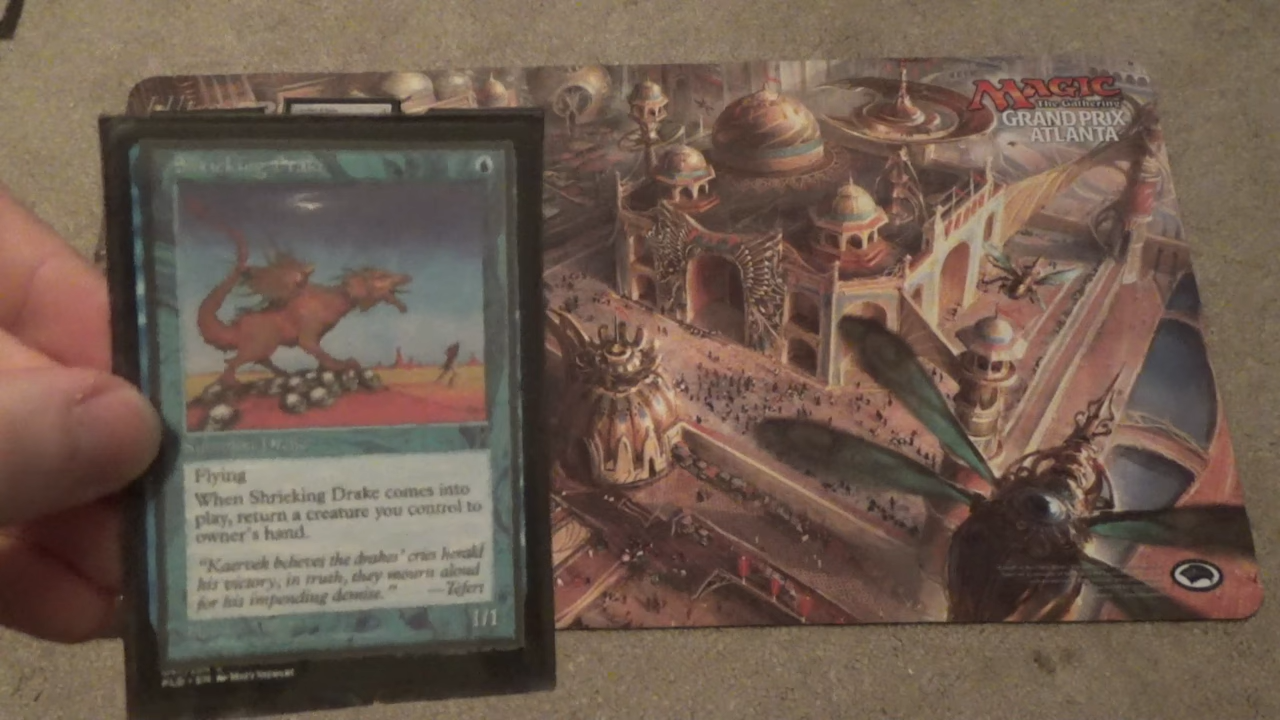 Shrieking Drake
Flying
When Shrieking Drake comes into
play, return a creature you control to
owner's hand.
"Kaervek believes the drakes' cries herald
his victory; in truth, they mourn aloud
for his impending demise." —Teferi
1/1
MAGIC
The Gathering
GRAND PRIX
ATLANTA